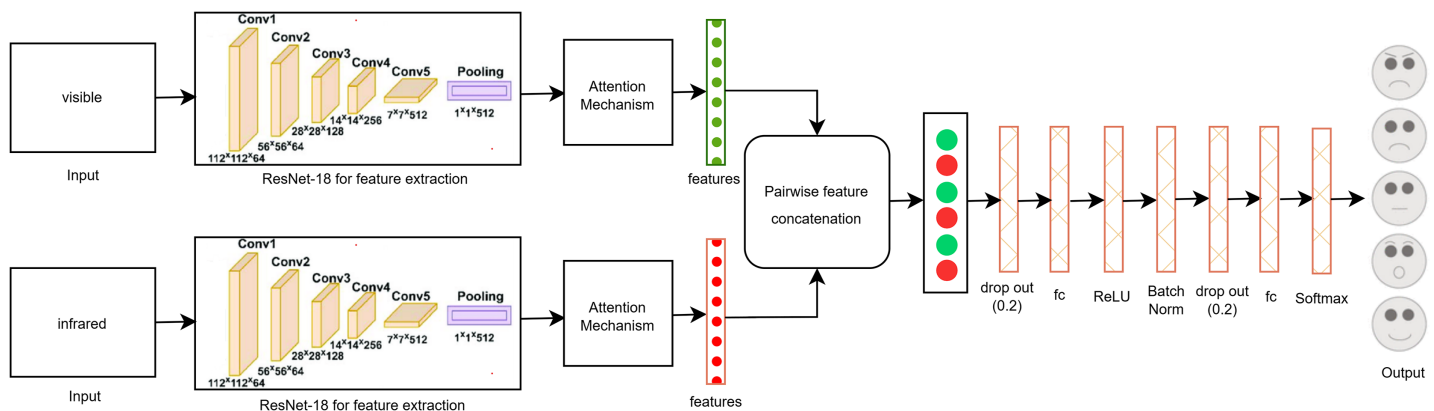 visible
Input
Conv1
Conv2
Conv3
Conv4
Conv5
Pooling
112x112x64
56x56x64
28x28x128
14x14x256
7x7x512
1x1x512
ResNet-18 for feature extraction
Attention
Mechanism
features
infrared
Input
Conv1
Conv2
Conv3
Conv4
Conv5
Pooling
112x112x64
56x56x64
28x28x128
14x14x256
7x7x512
1x1x512
ResNet-18 for feature extraction
Attention
Mechanism
features
Pairwise feature
concatenation
drop out
(0.2)
fc
ReLU
Batch
Norm
drop out
(0.2)
fc
Softmax
Output